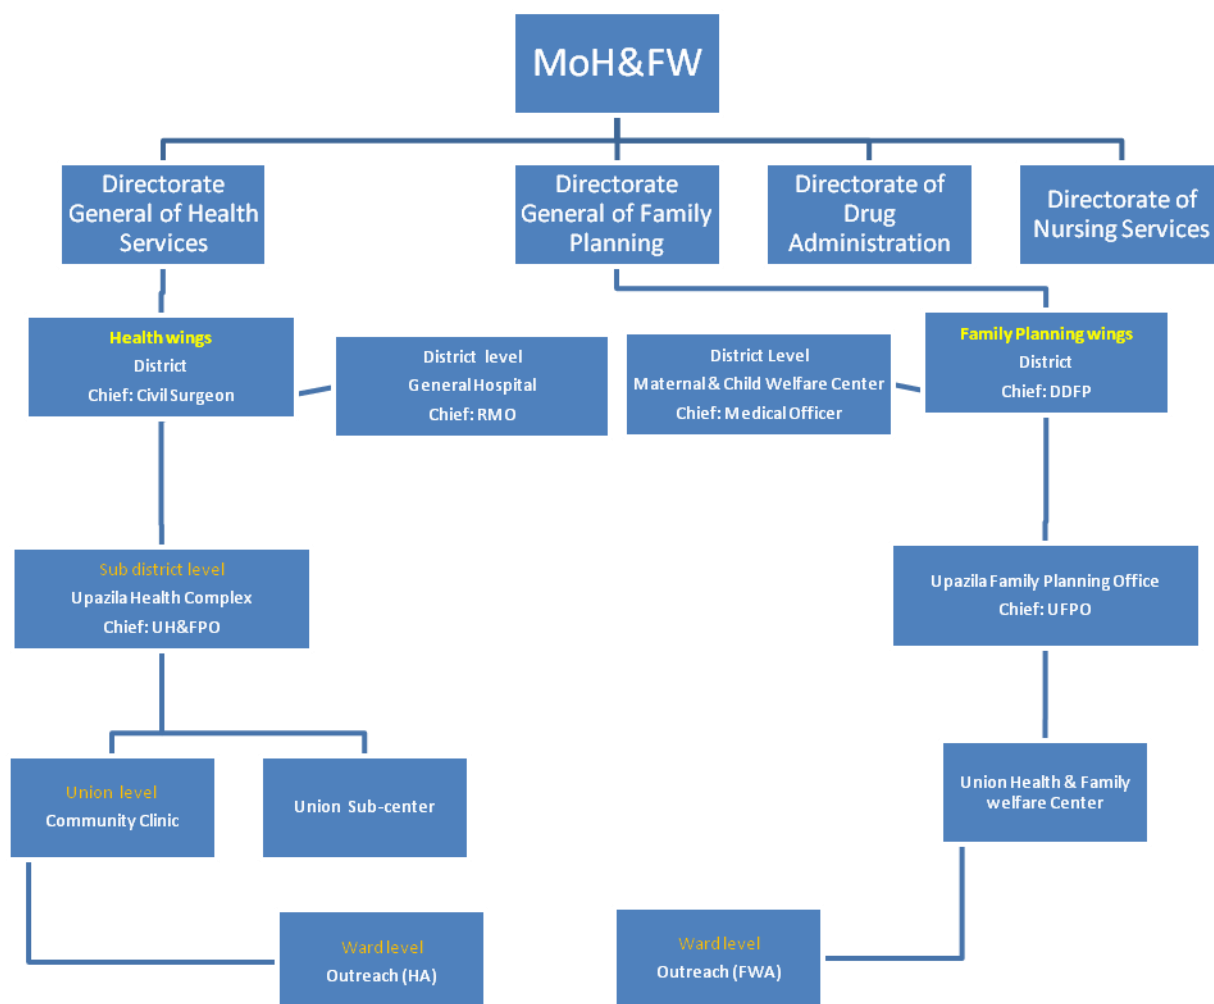 MoH&FW
Directorate
General of Health
Services
Directorate
General of Family
Planning
Directorate of
Drug
Administration
Directorate of
Nursing Services
Health wings
District
Chief: Civil Surgeon
District level
General Hospital
Chief: RMO
District Level
Maternal & Child Welfare Center
Chief: Medical Officer
Family Planning wings
District
Chief: DDFP
Sub district level
Upazila Health Complex
Chief: UH&FPO
Upazila Family Planning Office
Chief: UFPO
Union level
Community Clinic
Union Sub-center
Union Health & Family
welfare Center
Ward level
Outreach (HA)
Ward level
Outreach (FWA)